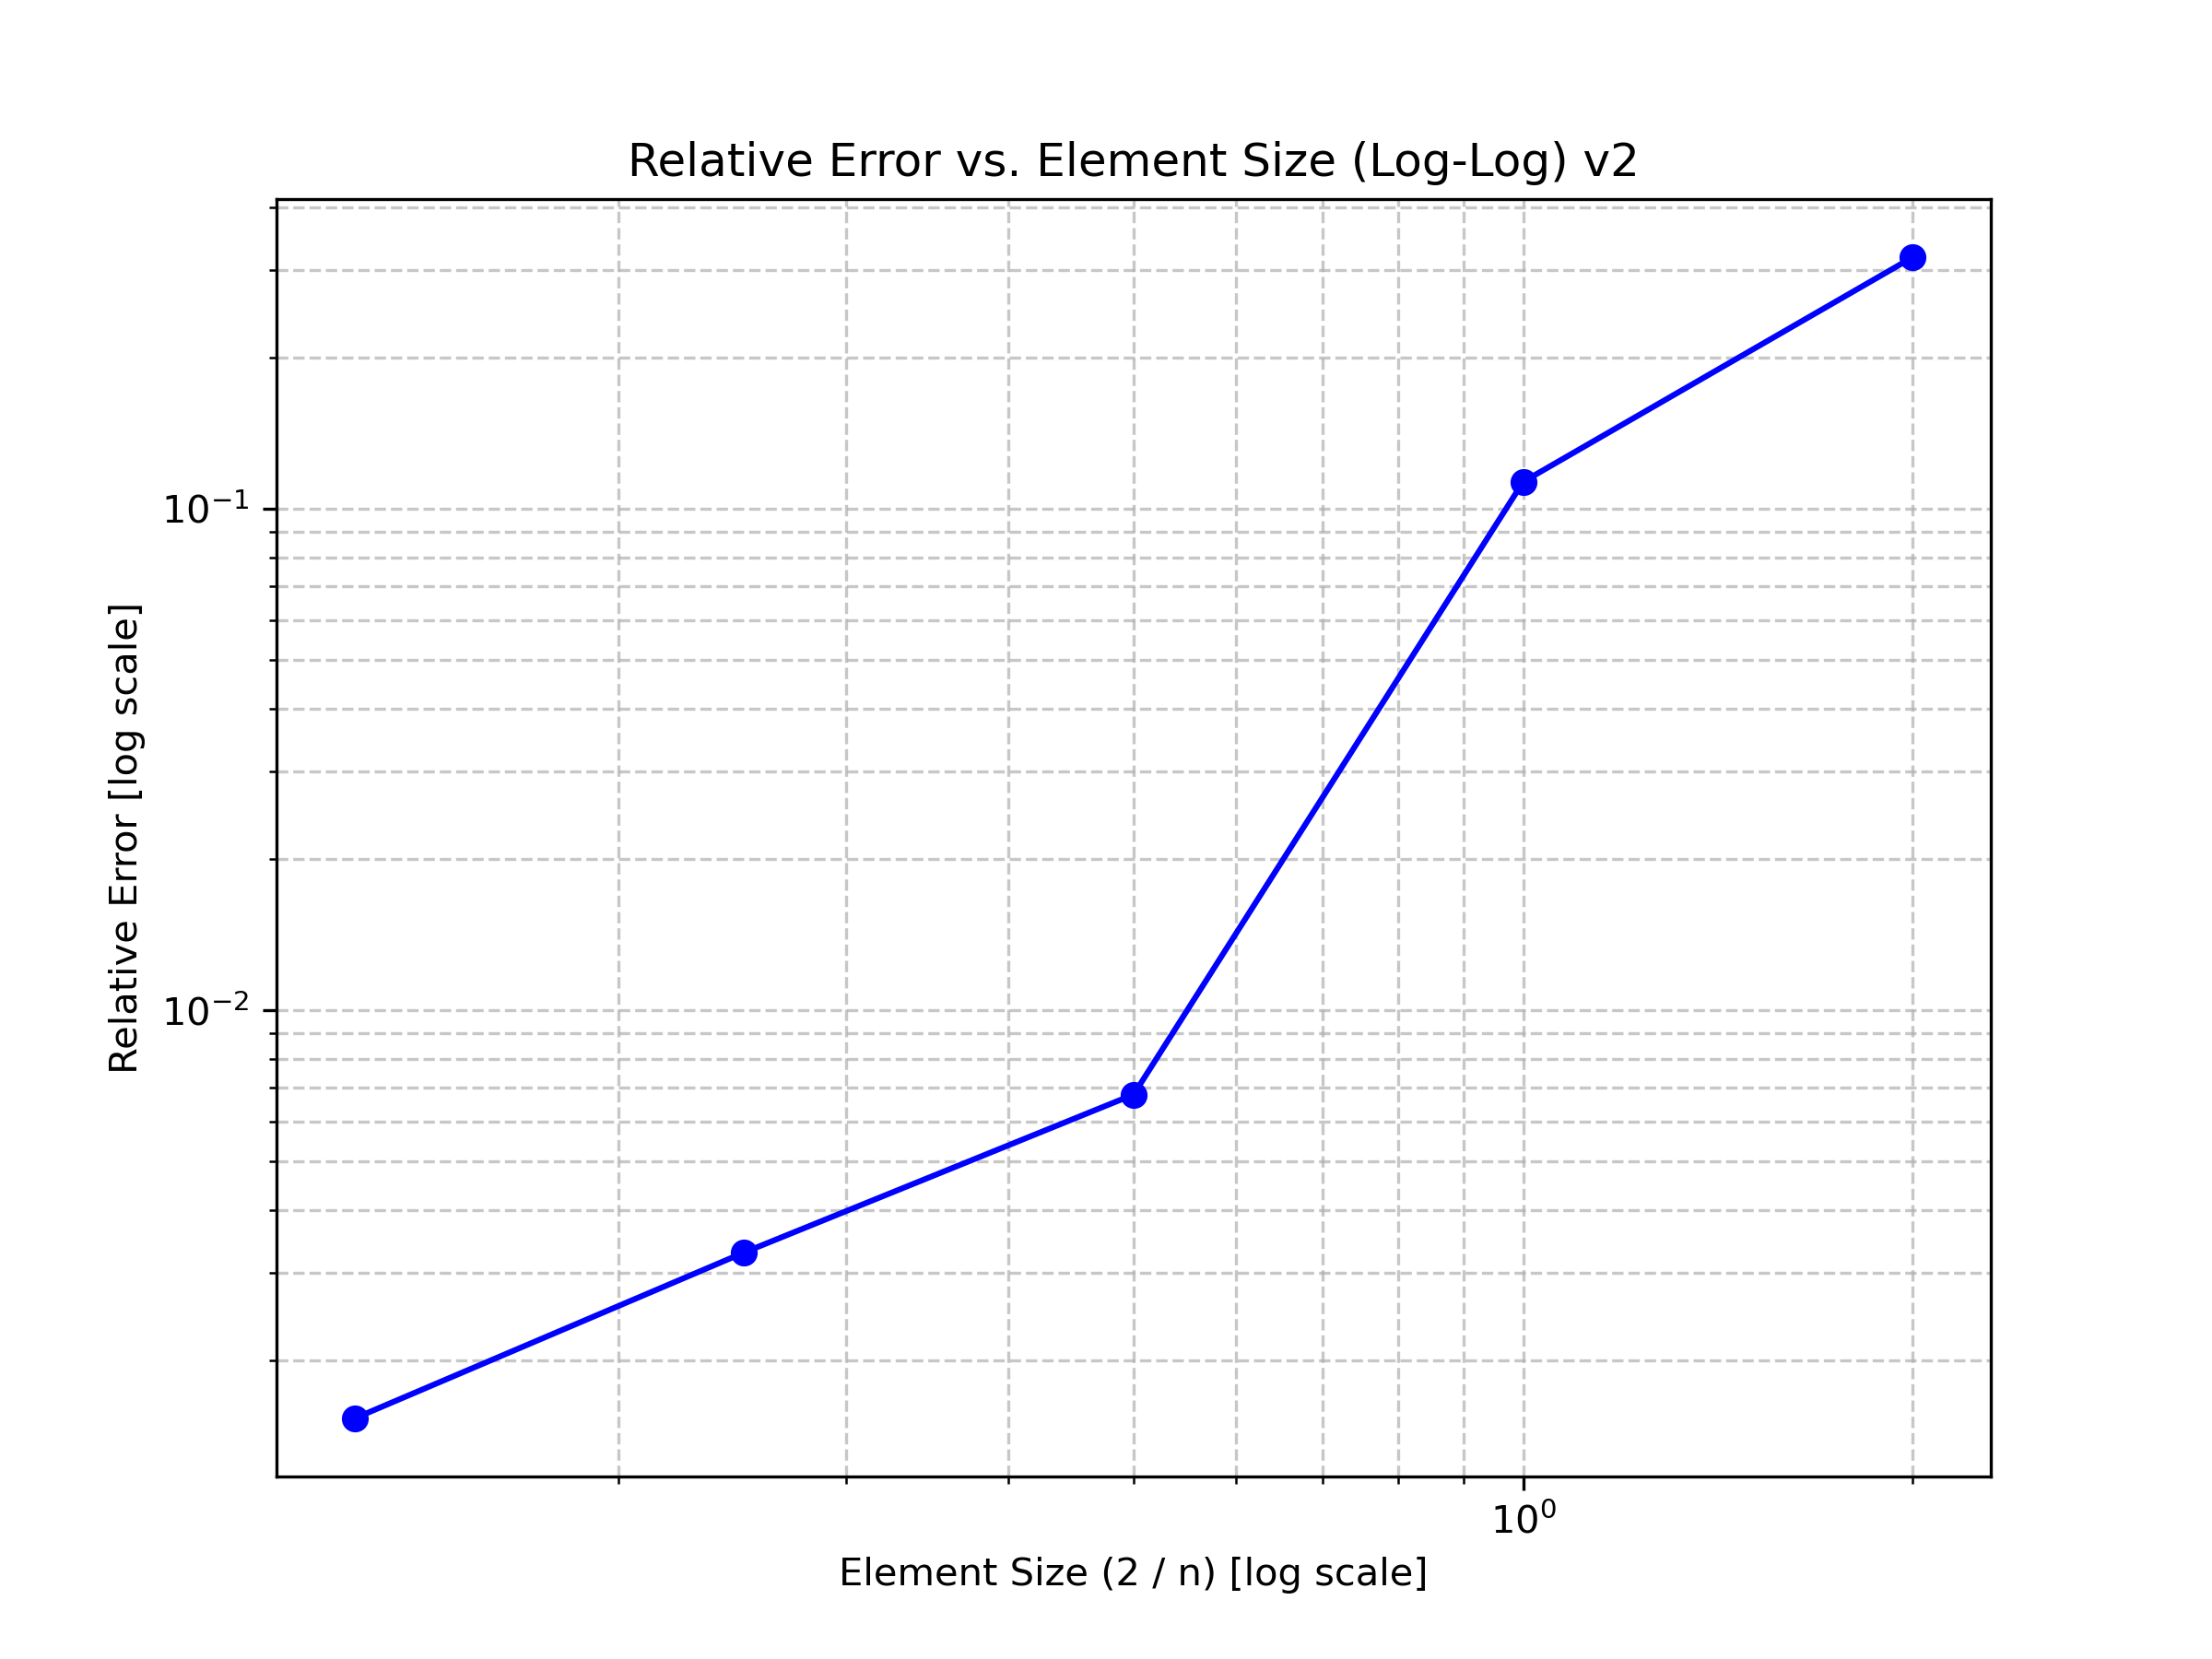 Relative Error vs. Element Size (Log-Log) v2
Relative Error [log scale]
10⁻¹
10⁻²
10⁰
Element Size (2 / n) [log scale]